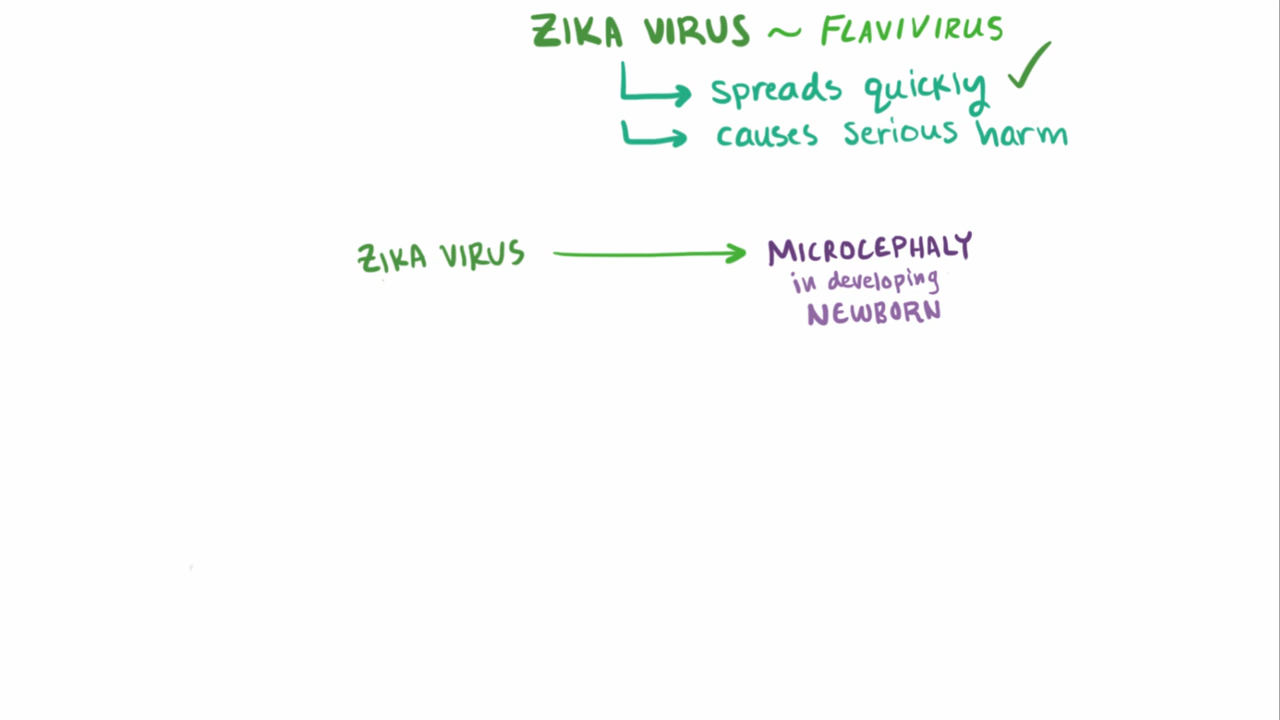 ZIKA VIRUS ~ FLAVIVIRUS
spreads quickly ✓
causes serious harm
ZIKA VIRUS → MICROCEPHALY
in developing
NEWBORN